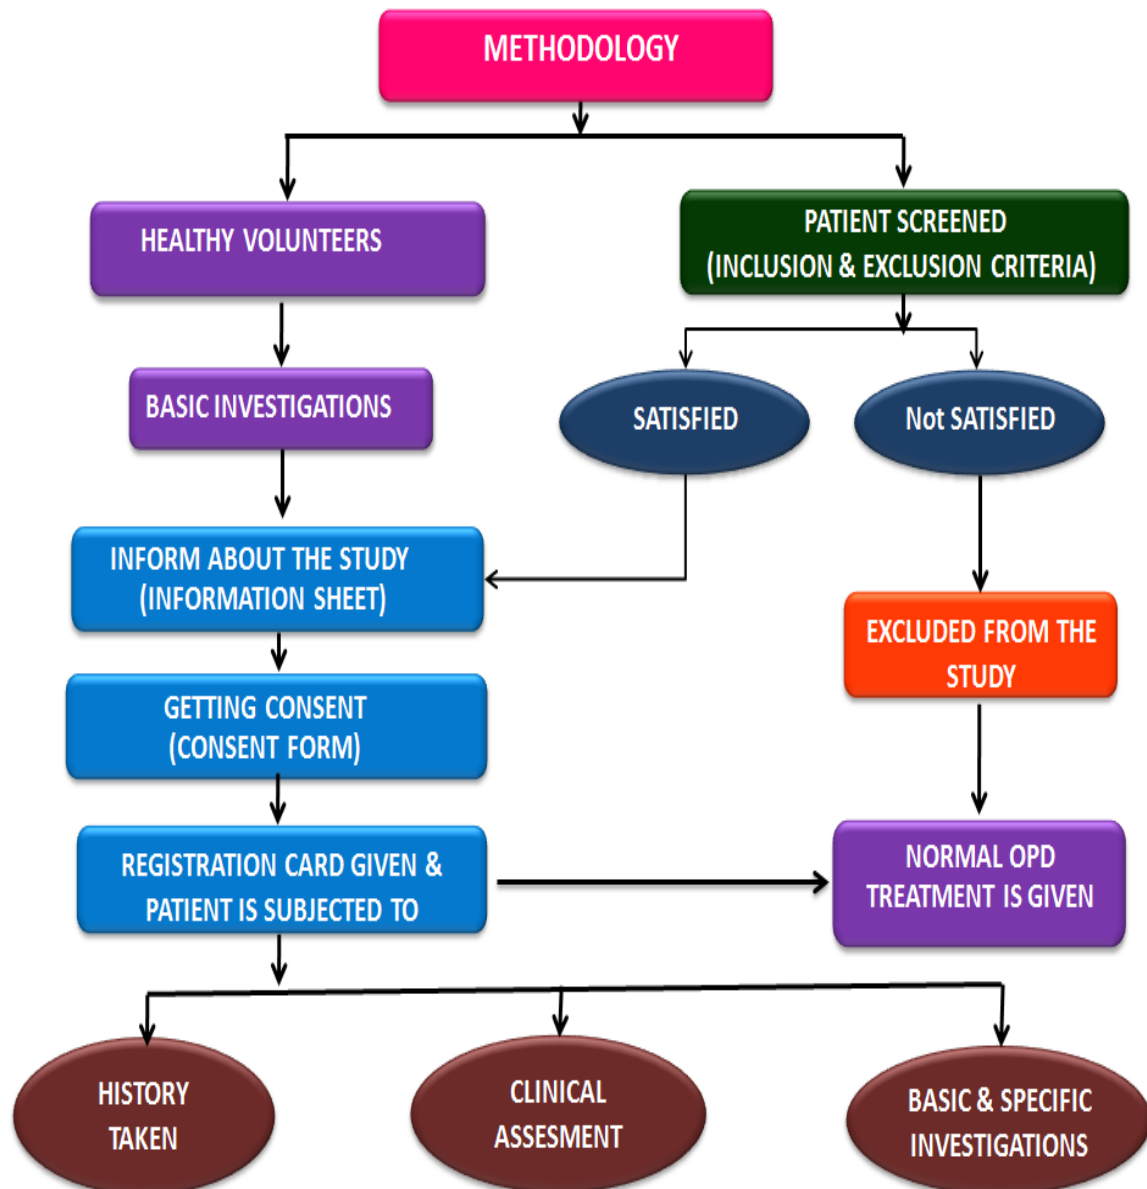 METHODOLOGY
HEALTHY VOLUNTEERS
PATIENT SCREENED
(INCLUSION & EXCLUSION CRITERIA)
BASIC INVESTIGATIONS
SATISFIED
Not SATISFIED
INFORM ABOUT THE STUDY
(INFORMATION SHEET)
EXCLUDED FROM THE
STUDY
GETTING CONSENT
(CONSENT FORM)
REGISTRATION CARD GIVEN &
PATIENT IS SUBJECTED TO
NORMAL OPD
TREATMENT IS GIVEN
HISTORY
TAKEN
CLINICAL
ASSESMENT
BASIC & SPECIFIC
INVESTIGATIONS